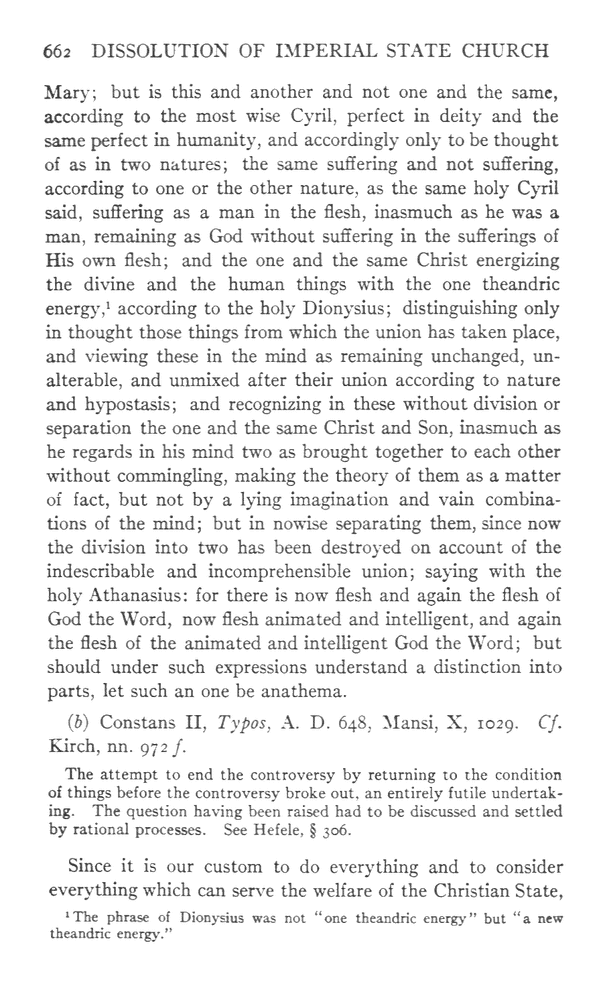 662 DISSOLUTION OF IMPERIAL STATE CHURCH
Mary; but is this and another and not one and the same,
according to the most wise Cyril, perfect in deity and the
same perfect in humanity, and accordingly only to be thought
of as in two natures; the same suffering and not suffering,
according to one or the other nature, as the same holy Cyril
said, suffering as a man in the flesh, inasmuch as he was a
man, remaining as God without suffering in the sufferings of
His own flesh; and the one and the same Christ energizing
the divine and the human things with the one theandric
energy,¹ according to the holy Dionysius; distinguishing only
in thought those things from which the union has taken place,
and viewing these in the mind as remaining unchanged, un-
alterable, and unmixed after their union according to nature
and hypostasis; and recognizing in these without division or
separation the one and the same Christ and Son, inasmuch as
he regards in his mind two as brought together to each other
without commingling, making the theory of them as a matter
of fact, but not by a lying imagination and vain combina-
tions of the mind; but in nowise separating them, since now
the division into two has been destroyed on account of the
indescribable and incomprehensible union; saying with the
holy Athanasius: for there is now flesh and again the flesh of
God the Word, now flesh animated and intelligent, and again
the flesh of the animated and intelligent God the Word; but
should under such expressions understand a distinction into
parts, let such an one be anathema.
(b) Constans II, Typos, A. D. 648, Mansi, X, 1029. Cf.
Kirch, nn. 972 f.
The attempt to end the controversy by returning to the condition
of things before the controversy broke out, an entirely futile undertak-
ing. The question having been raised had to be discussed and settled
by rational processes. See Hefele, § 306.
Since it is our custom to do everything and to consider
everything which can serve the welfare of the Christian State,
¹ The phrase of Dionysius was not "one theandric energy" but "a new
theandric energy."